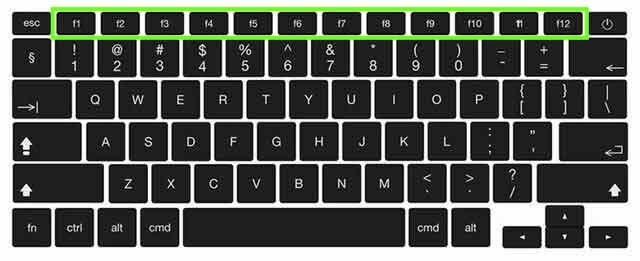 esc f1 f2 f3 f4 f5 f6 f7 f8 f9 f10 f11 f12
! @ # $ % ^ & * ( ) _ +
§ 1 2 3 4 5 6 7 8 9 0 - = ←
{ } |
→| Q W E R T Y U I O P [ ] \
: "
A S D F G H J K L ; '
< > ?
Z X C V B N M , . /
fn ctrl alt cmd cmd alt ◄ ▲ ▼ ►